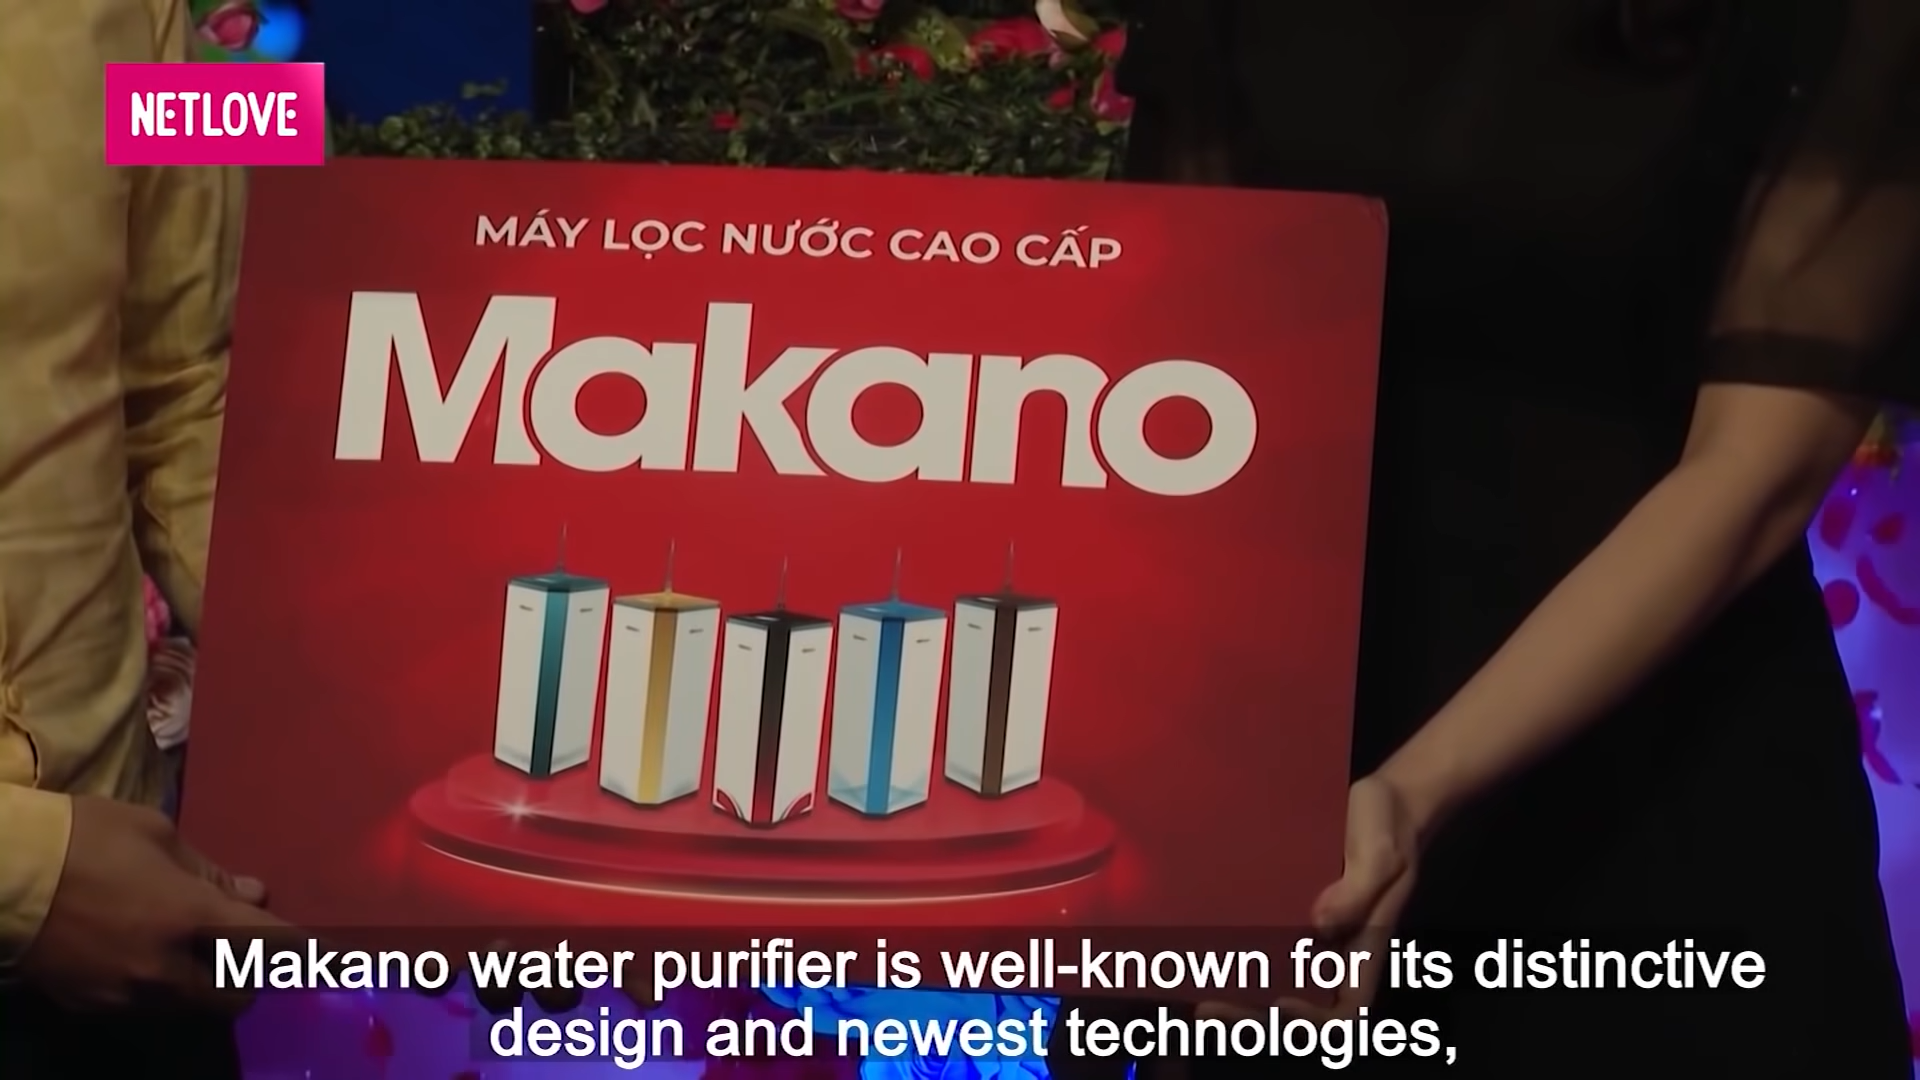 NETLOVE
MÁY LỌC NƯỚC CAO CẤP
Makano
Makano water purifier is well-known for its distinctive
design and newest technologies,